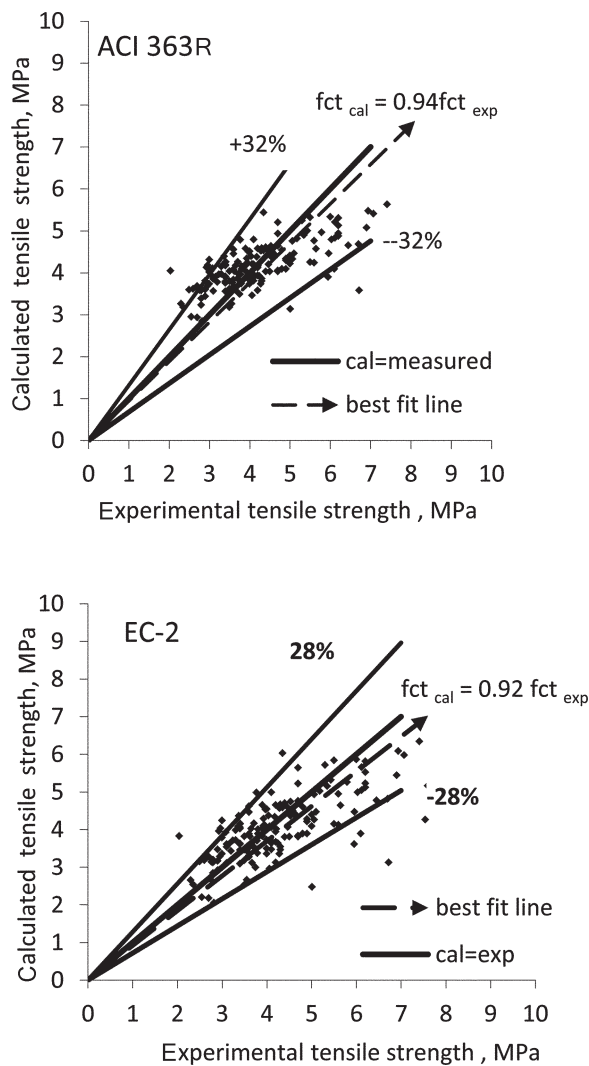 10
ACI 363R
9
8
fct cal = 0.94fct exp
7
+32%
6
5
--32%
4
3
2
cal=measured
1
best fit line
0
0 1 2 3 4 5 6 7 8 9 10
Calculated tensile strength, MPa
Experimental tensile strength , MPa
10
EC-2
9
28%
8
fct cal = 0.92 fct exp
7
6
5
-28%
4
3
2
best fit line
1
cal=exp
0
0 1 2 3 4 5 6 7 8 9 10
Calculated tensile strength, MPa
Experimental tensile strength , MPa